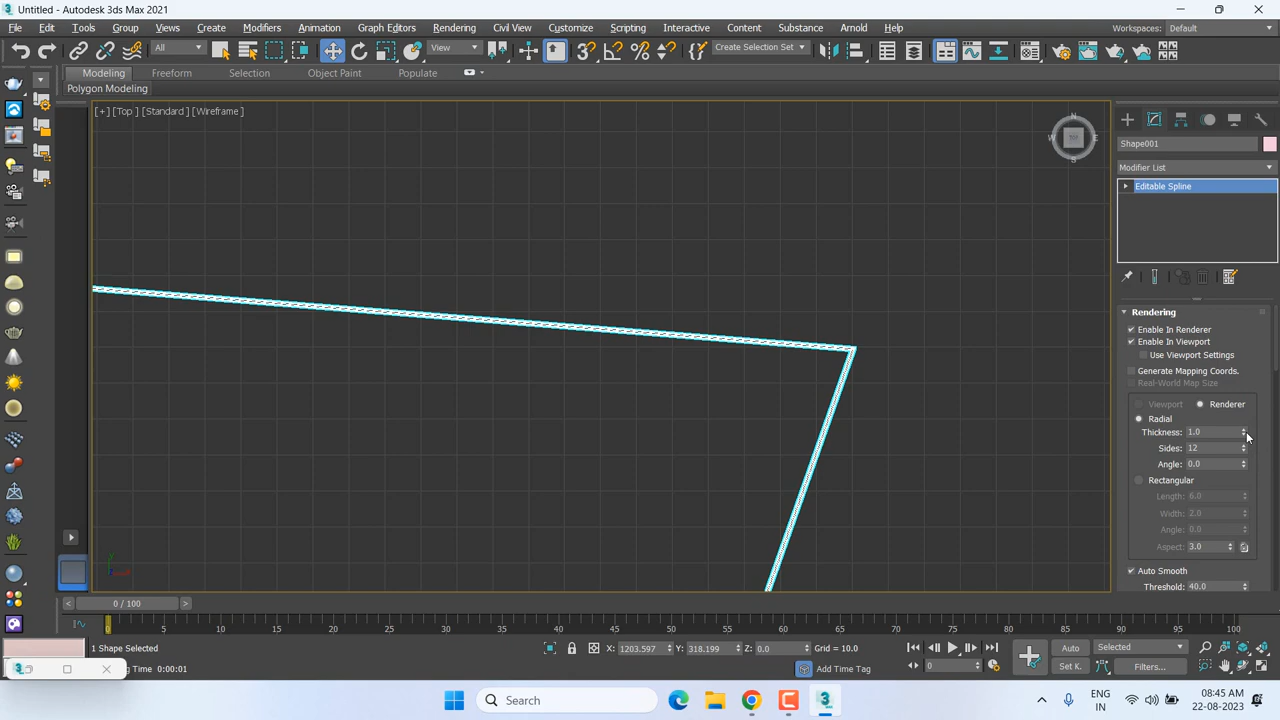 Untitled - Autodesk 3ds Max 2021
File Edit Tools Group Views Create Modifiers Animation Graph Editors Rendering Civil View Customize Scripting Interactive Content Substance Arnold Help
Workspaces: Default
All View Create Selection Set
Modeling Freeform Selection Object Paint Populate
Polygon Modeling
[+] [Top ] [Standard ] [Wireframe ]
N
W E
S
Shape001
Modifier List
Editable Spline
Rendering
Enable In Renderer
Enable In Viewport
Use Viewport Settings
Generate Mapping Coords.
Real-World Map Size
Viewport Renderer
Radial
Thickness: 1.0
Sides: 12
Angle: 0.0
Rectangular
Length: 6.0
Width: 2.0
Angle: 0.0
Aspect: 3.0
Auto Smooth
Threshold: 40.0
y
< 0 / 100 >
0 5 10 15 20 25 30 35 40 45 50 55 60 65 70 75 80 85 90 95 100
1 Shape Selected X: 1203.597 Y: 318.199 Z: 0.0 Grid = 10.0
Auto Selected
Time 0:00:01 Add Time Tag 0 Set K. Filters...
Search
ENG
IN
08:45 AM
22-08-2023